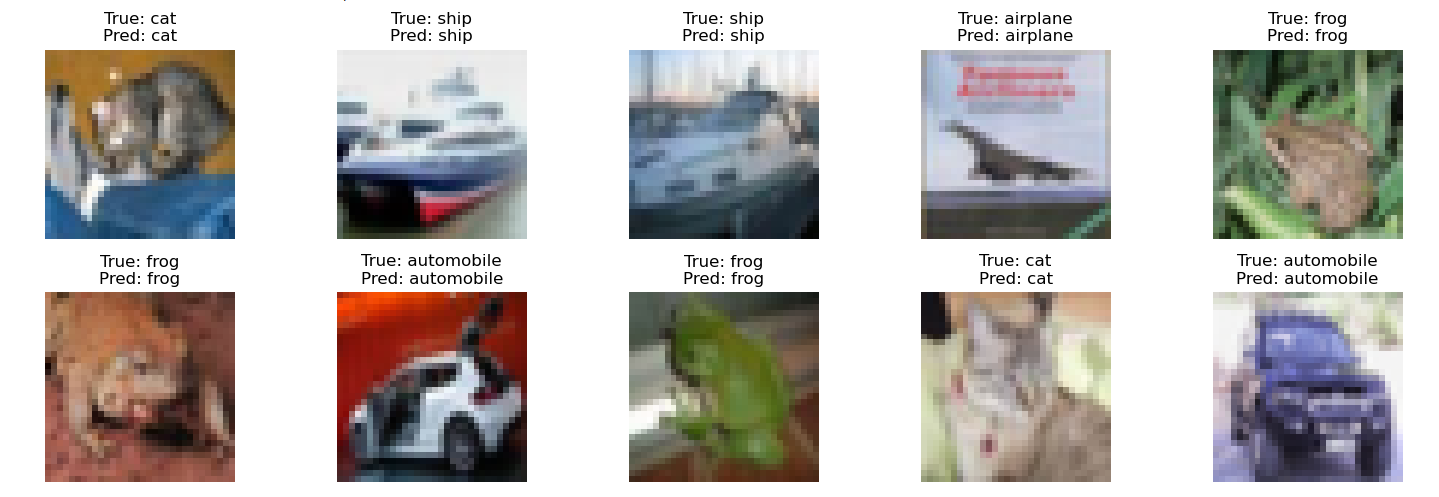 True: cat
Pred: cat
True: ship
Pred: ship
True: ship
Pred: ship
True: airplane
Pred: airplane
True: frog
Pred: frog
True: frog
Pred: frog
True: automobile
Pred: automobile
True: frog
Pred: frog
True: cat
Pred: cat
True: automobile
Pred: automobile